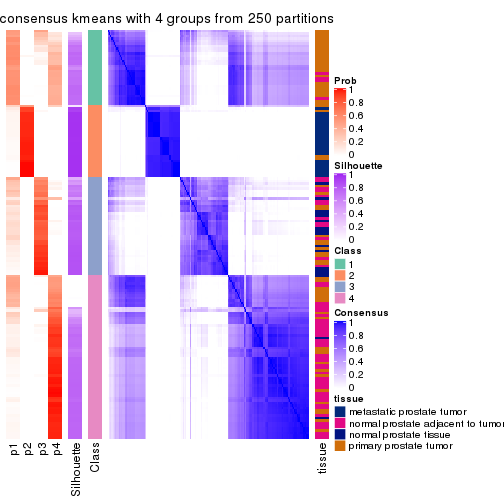 consensus kmeans with 4 groups from 250 partitions
Prob
1
0.8
0.6
0.4
0.2
0
Silhouette
1
0.8
0.6
0.4
0.2
0
Class
1
2
3
4
Consensus
1
0.8
0.6
0.4
0.2
0
tissue
metastatic prostate tumor
normal prostate adjacent to tumor
normal prostate tissue
primary prostate tumor
p1
p2
p3
p4
Silhouette
Class
tissue